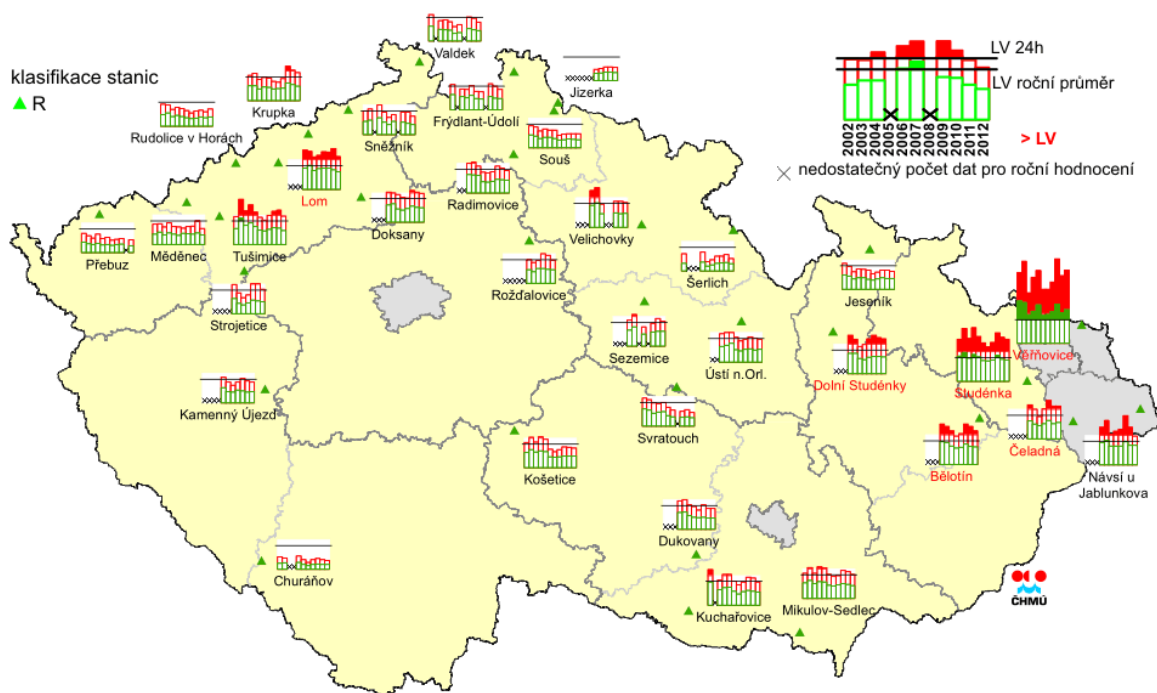 klasifikace stanic
R
LV 24h
LV roční průměr
2002
2003
2004
2005
2006
2007
2008
2009
2010
2011
2012
> LV
nedostatečný počet dat pro roční hodnocení
Valdek
Jizerka
Krupka
Rudolice v Horách
Frýdlant-Údolí
Sněžník
Souš
Lom
Radimovice
Doksany
Velichovky
Tušimice
Měděnec
Přebuz
Šerlich
Rožďalovice
Jeseník
Strojetice
Sezemice
Ústí n.Orl.
Dolní Studénky
Studénka
Věřňovice
Kamenný Újezd
Svratouch
Košetice
Bělotín
Čeladná
Návsí u
Jablunkova
Dukovany
Churáňov
Kuchařovice
Mikulov-Sedlec
ČHMÚ